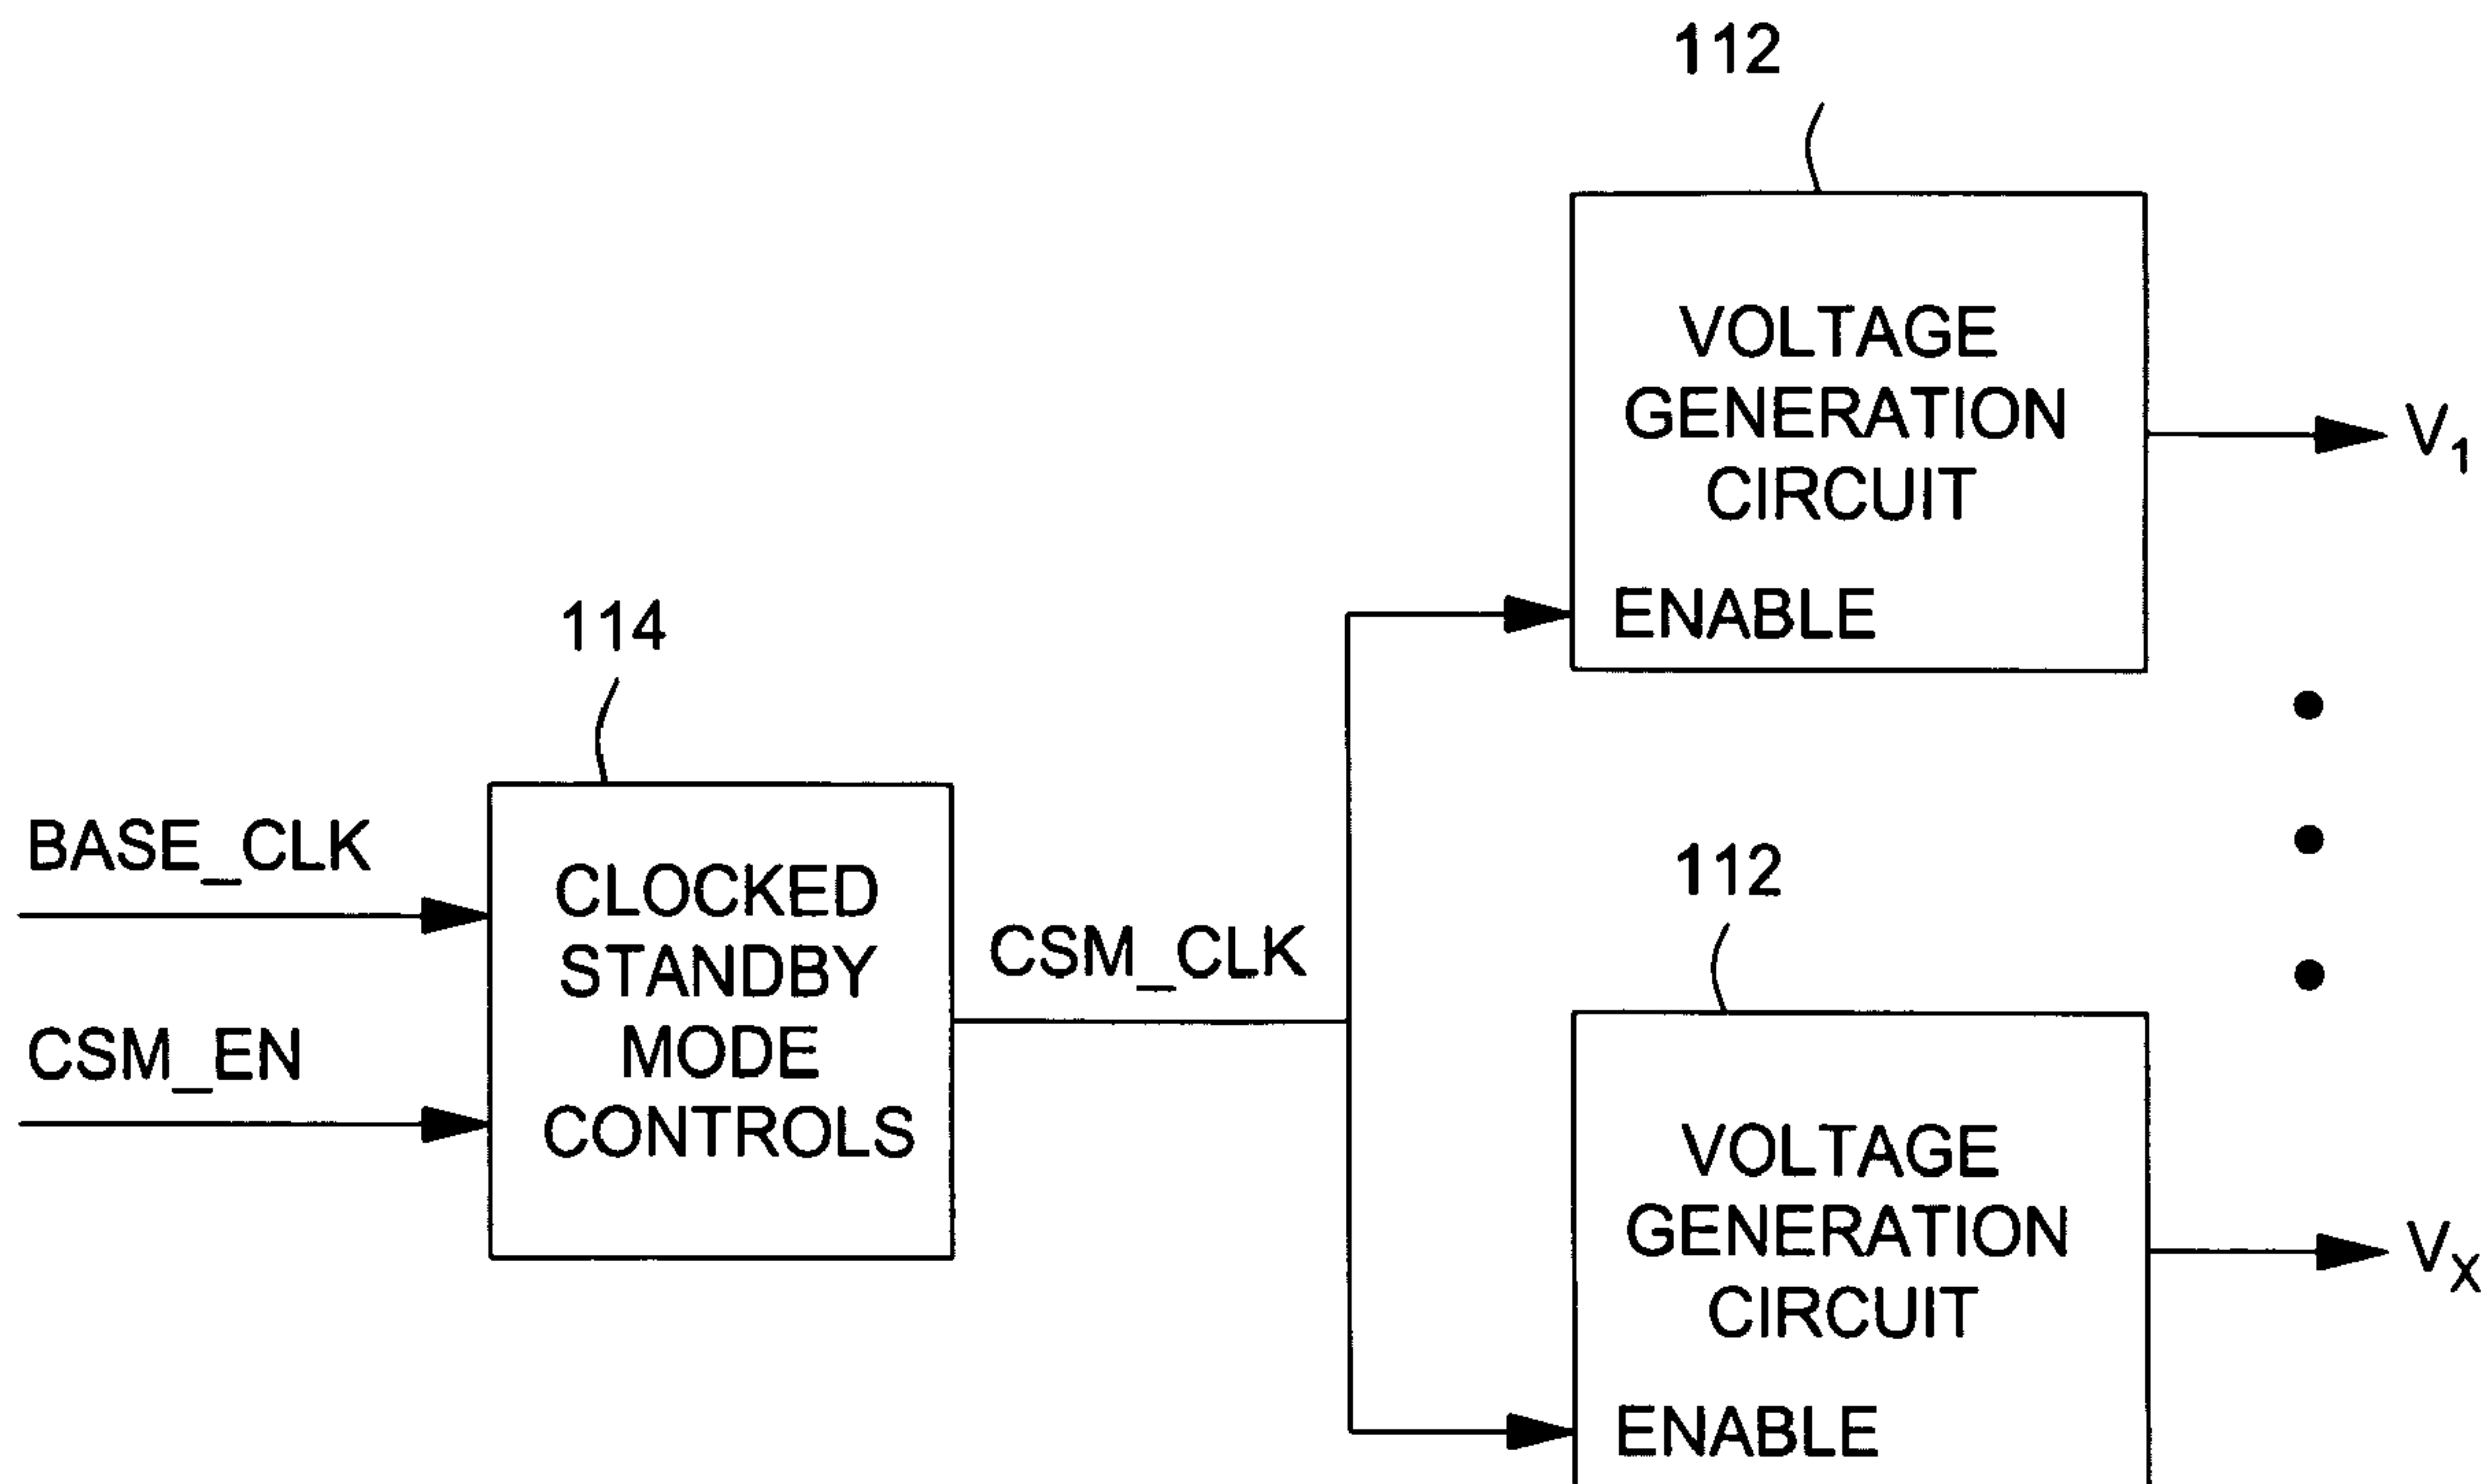 112
VOLTAGE
GENERATION
CIRCUIT
ENABLE
V1
114
BASE_CLK
CSM_EN
CLOCKED
STANDBY
MODE
CONTROLS
CSM_CLK
112
VOLTAGE
GENERATION
CIRCUIT
ENABLE
VX